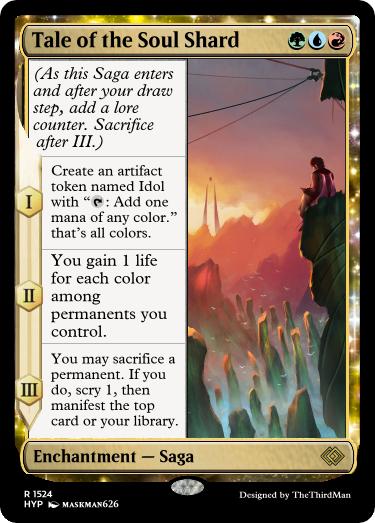 Tale of the Soul Shard
(As this Saga enters
and after your draw
step, add a lore
counter. Sacrifice
after III.)
I
Create an artifact
token named Idol
with “: Add one
mana of any color.”
that’s all colors.
II
You gain 1 life
for each color
among
permanents you
control.
III
You may sacrifice a
permanent. If you
do, scry 1, then
manifest the top
card or your library.
Enchantment — Saga
R 1524
HYP MASKMAN626
Designed by TheThirdMan